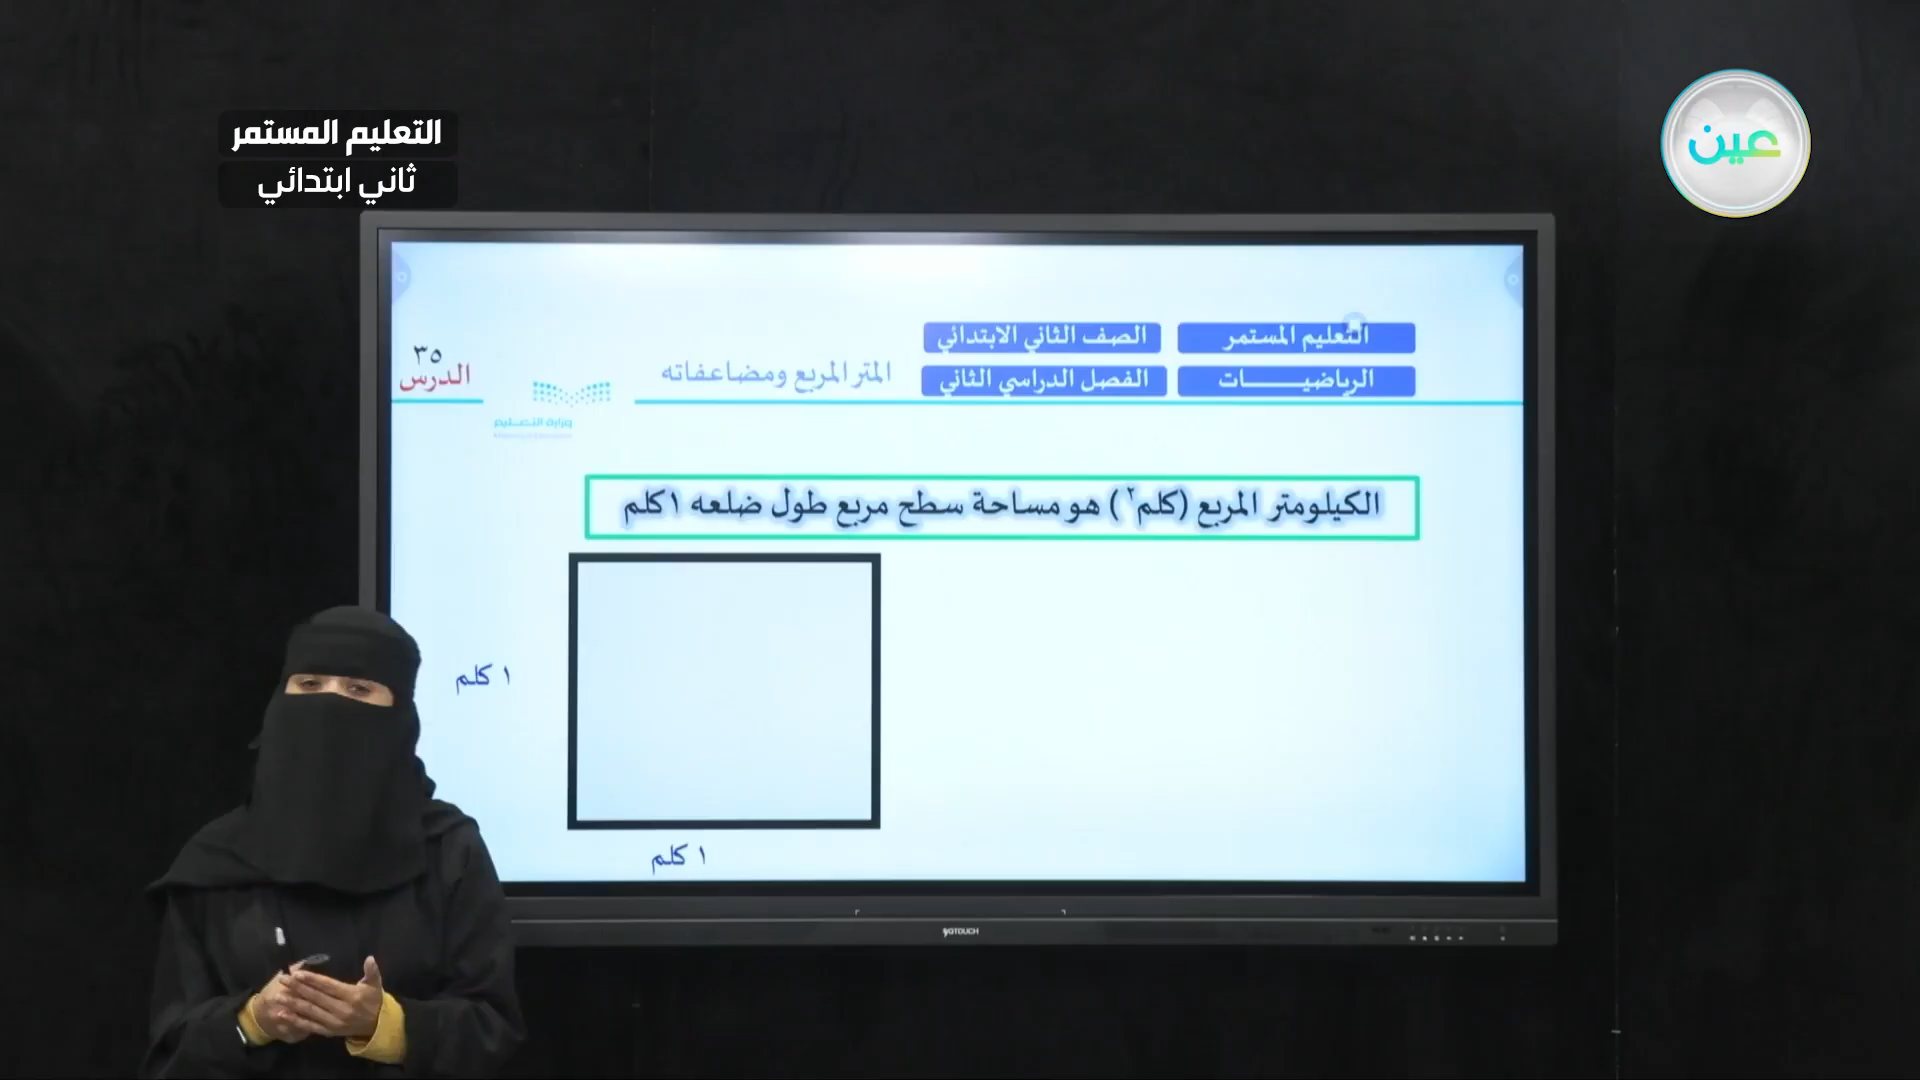 التعليم المستمر
ثاني ابتدائي
عين
التعليم المستمر
الصف الثاني الابتدائي
الرياضيـــــــات
الفصل الدراسي الثاني
المتر المربع ومضاعفاته
٣٥
الدرس
وزارة التعليم
الكيلومتر المربع (كلم٢) هو مساحة سطح مربع طول ضلعه ١ كلم
١ كلم
١ كلم